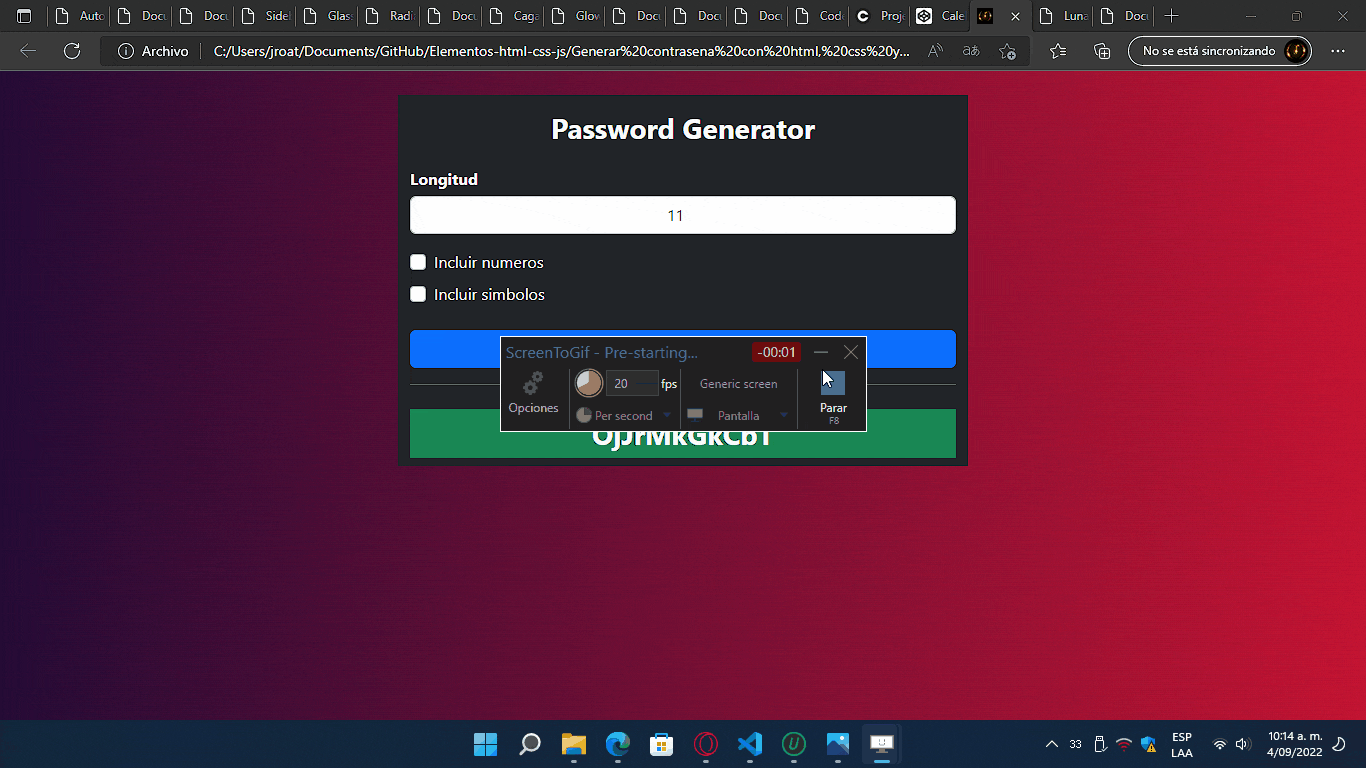 Auto
Docu
Docu
Sidel
Glas
Radi
Docu
Caga
Glov
Docu
Docu
Docu
Code
Proje
Cale
Luna
Docu
Archivo
C:/Users/jroat/Documents/GitHub/Elementos-html-css-js/Generar%20contrasena%20con%20html,%20css%20y...
No se está sincronizando
Password Generator
Longitud
11
Incluir numeros
Incluir simbolos
ScreenToGif - Pre-starting...
-00:01
20 fps
Generic screen
Opciones
Per second
Pantalla
Parar
F8
33
ESP
LAA
10:14 a. m.
4/09/2022